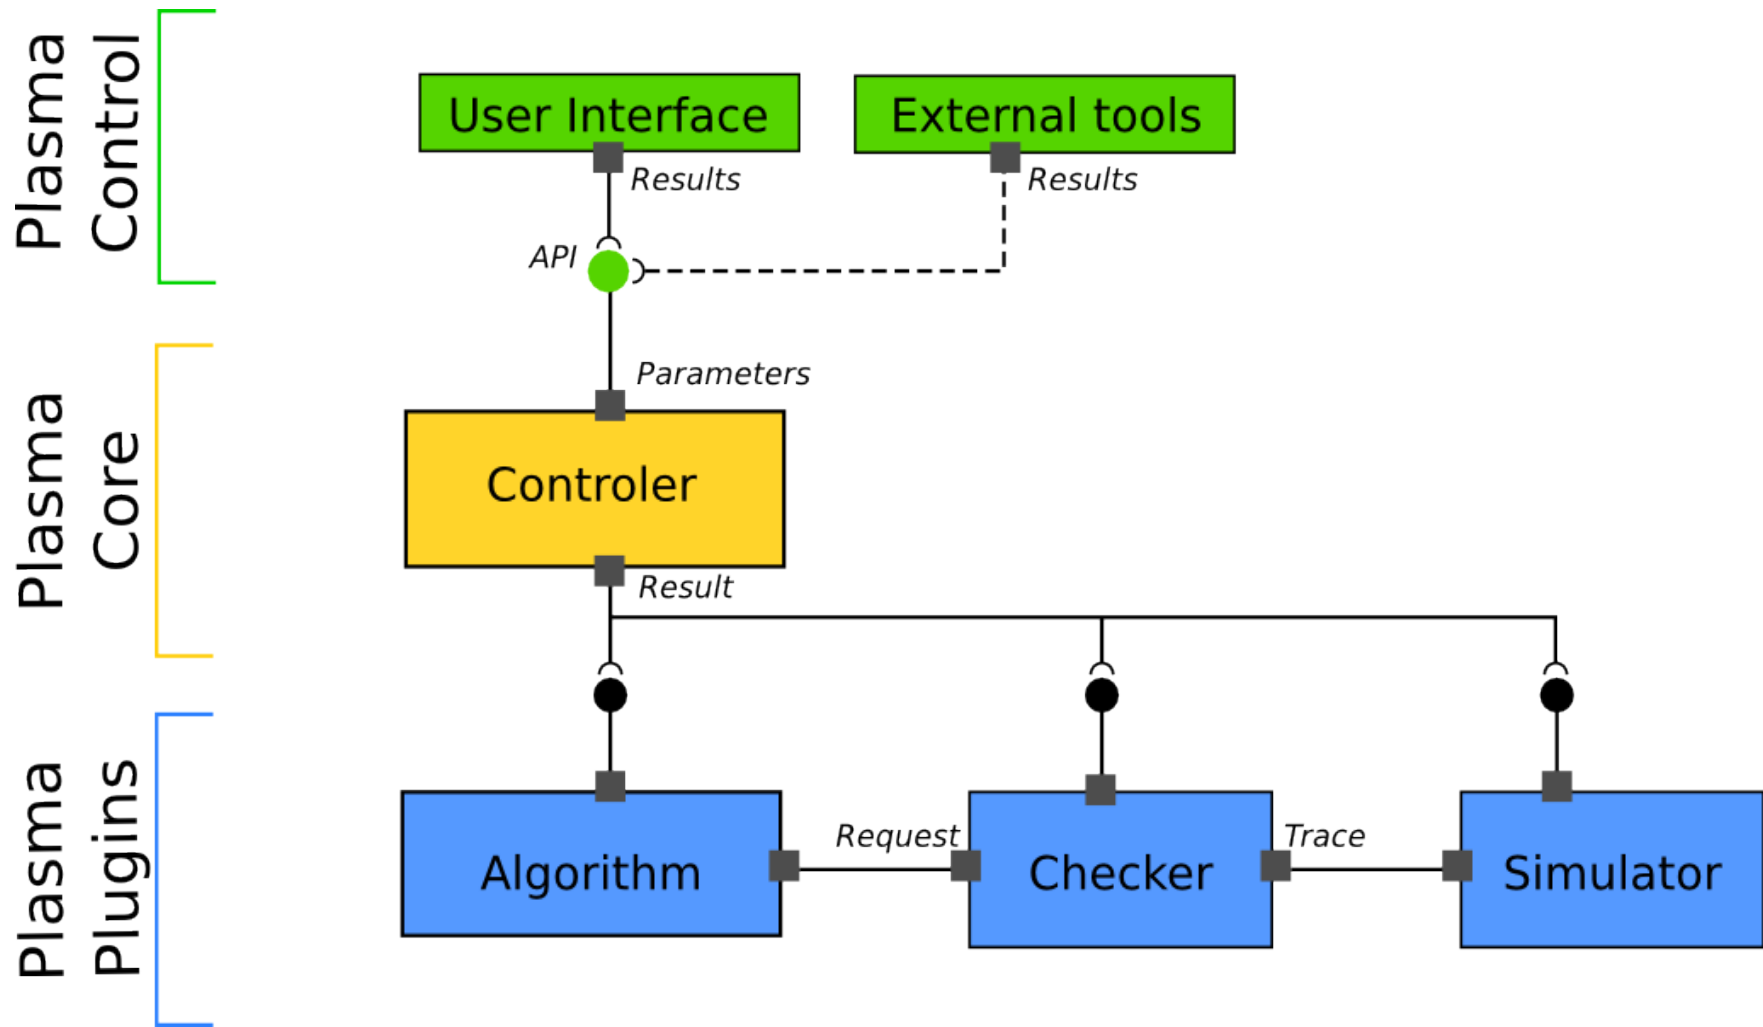 Plasma
Control
User Interface
External tools
Results
Results
API
Plasma
Core
Parameters
Controler
Result
Plasma
Plugins
Algorithm
Request
Checker
Trace
Simulator